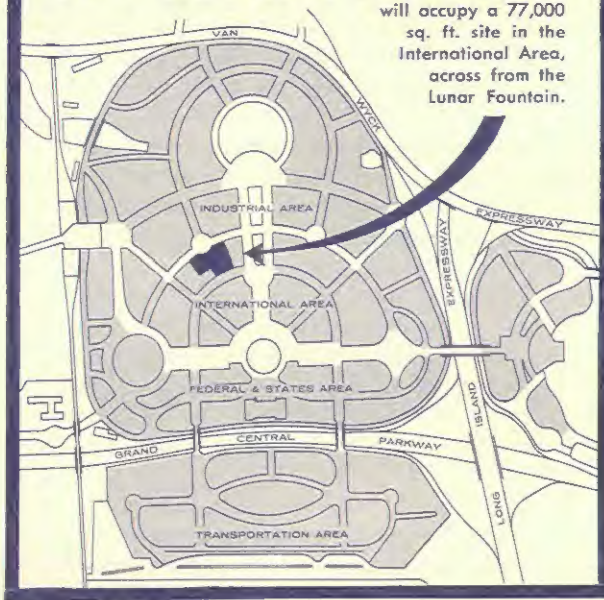 will occupy a 77,000
sq. ft. site in the
International Area,
across from the
Lunar Fountain.
VAN
WYCK
EXPRESSWAY
INDUSTRIAL AREA
INTERNATIONAL AREA
FEDERAL & STATES AREA
GRAND
CENTRAL
PARKWAY
TRANSPORTATION AREA
LONG
ISLAND
EXPRESSWAY